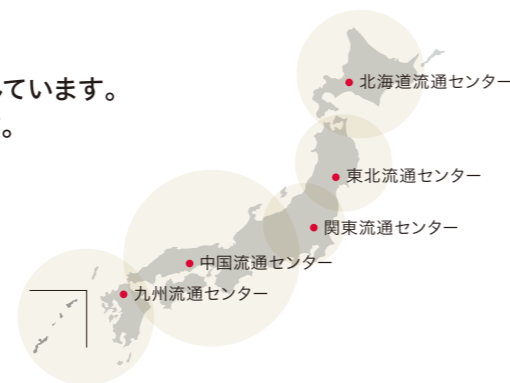 ています。
。
北海道流通センター
東北流通センター
関東流通センター
中国流通センター
九州流通センター